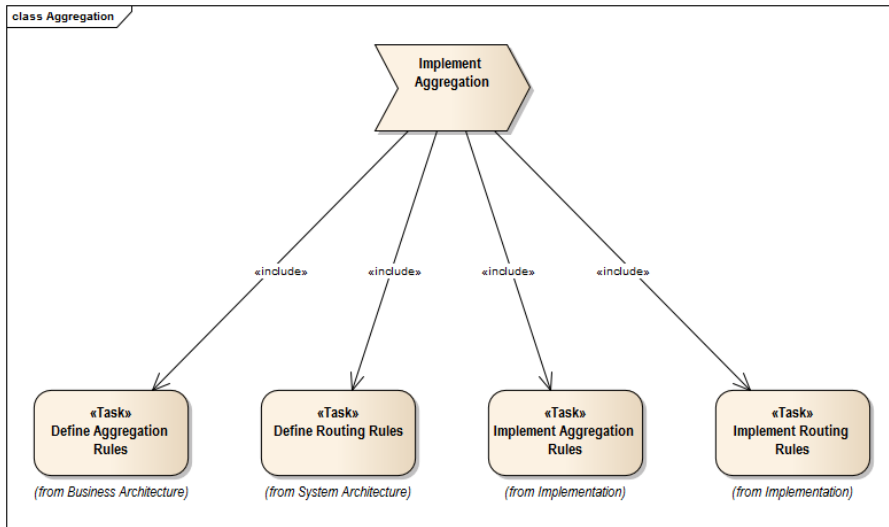 class Aggregation
Implement
Aggregation
«include»
«include»
«include»
«include»
«Task»
Define Aggregation
Rules
(from Business Architecture)
«Task»
Define Routing Rules
(from System Architecture)
«Task»
Implement Aggregation
Rules
(from Implementation)
«Task»
Implement Routing
Rules
(from Implementation)